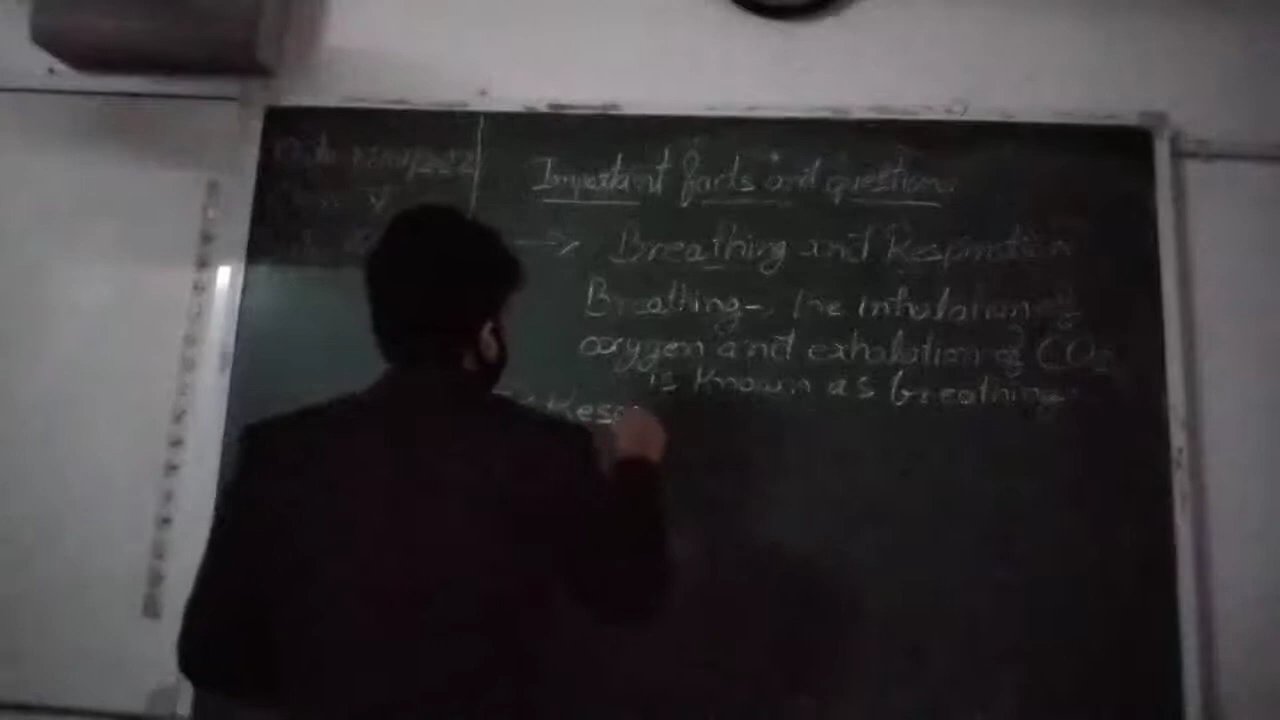 V
Important facts and questions
→ Breathing and Respiration
Breathing - The inhalation of
oxygen and exhalation of CO2
is known as breathing
Resp